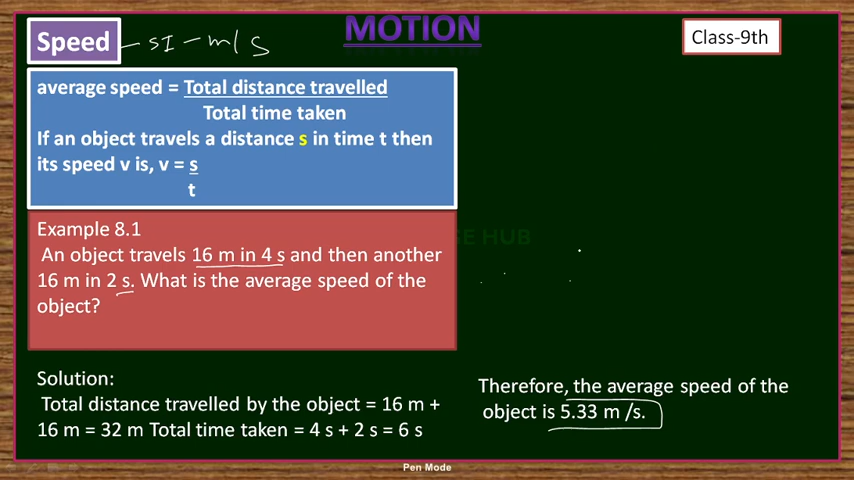 MOTION
Speed – SI – m/s
Class-9th
average speed = Total distance travelled
Total time taken
If an object travels a distance s in time t then
its speed v is, v = s
t
Example 8.1
An object travels 16 m in 4 s and then another
16 m in 2 s. What is the average speed of the
object?
GE HUB
Solution:
Total distance travelled by the object = 16 m +
16 m = 32 m Total time taken = 4 s + 2 s = 6 s
Therefore, the average speed of the
object is 5.33 m /s.
Pen Mode